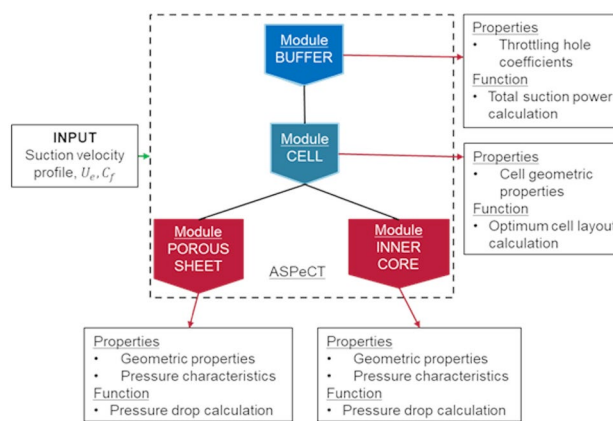 Module
BUFFER
Properties
• Throttling hole
coefficients
Function
• Total suction power
calculation
INPUT
Suction velocity
profile, U_e, C_f
Module
CELL
Properties
• Cell geometric
properties
Function
• Optimum cell layout
calculation
Module
POROUS
SHEET
ASPeCT
Module
INNER
CORE
Properties
• Geometric properties
• Pressure characteristics
Function
• Pressure drop calculation
Properties
• Geometric properties
• Pressure characteristics
Function
• Pressure drop calculation